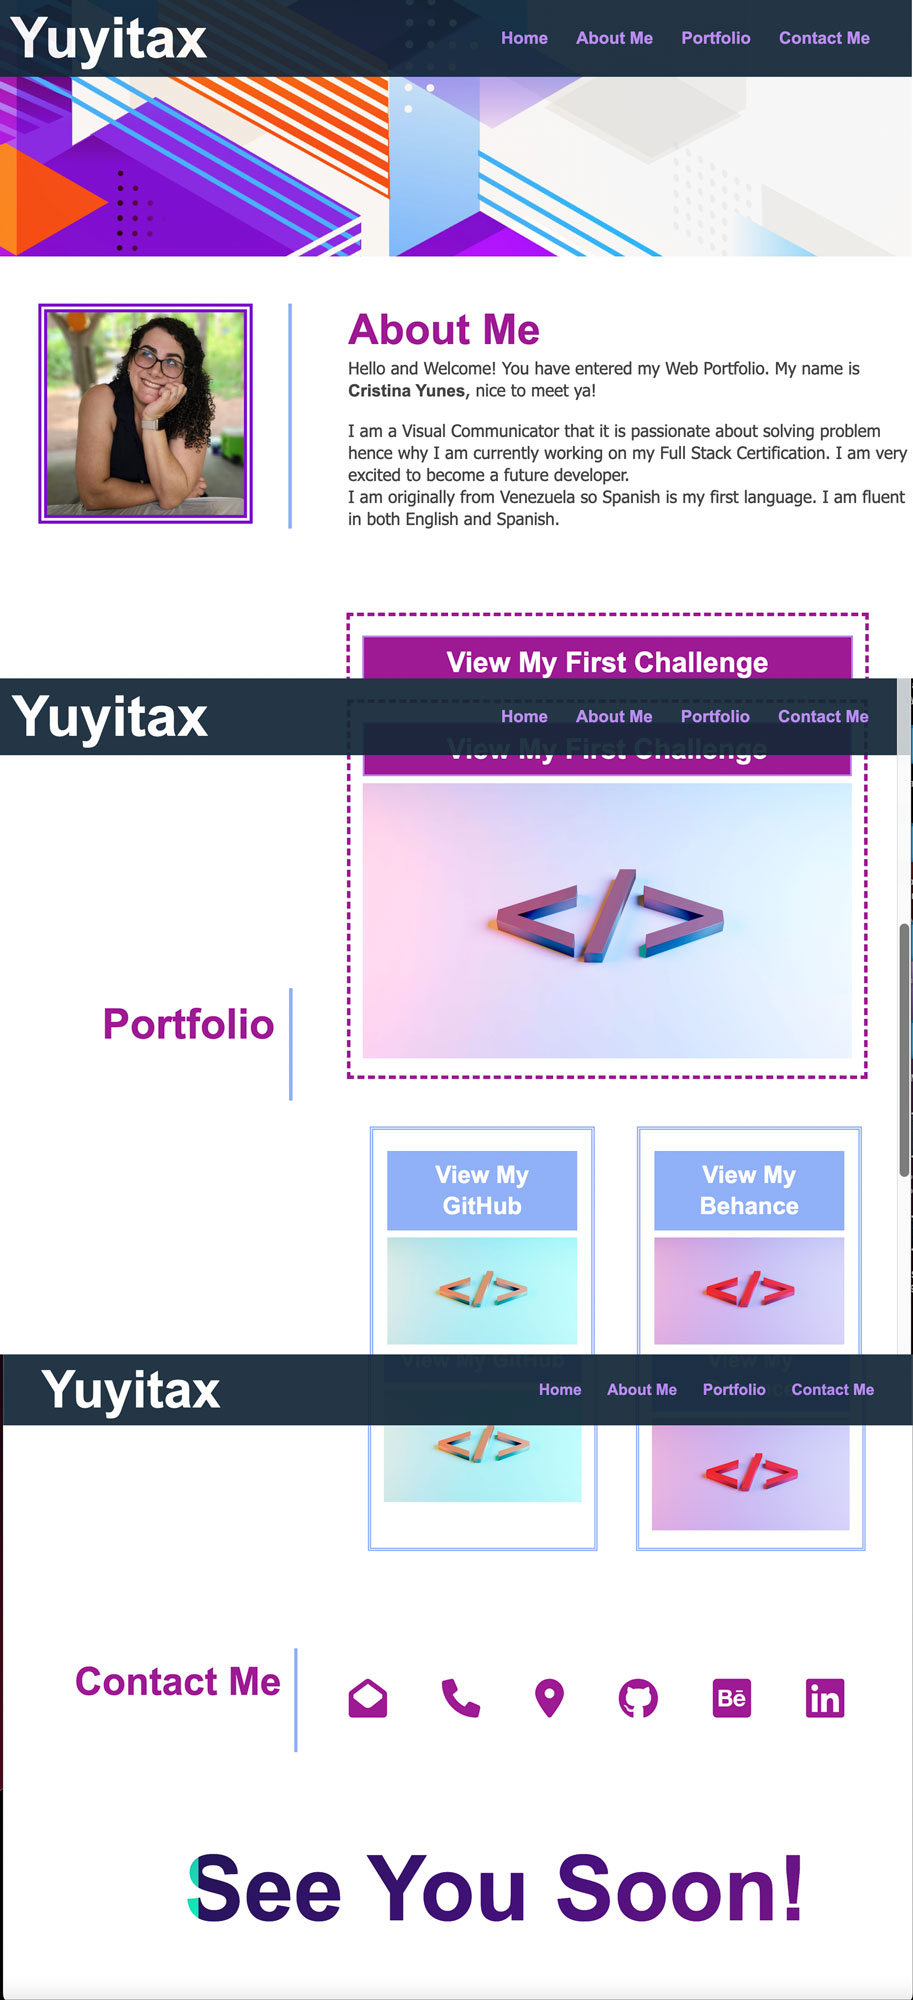 Yuyitax
Home About Me Portfolio Contact Me
About Me
Hello and Welcome! You have entered my Web Portfolio. My name is
Cristina Yunes, nice to meet ya!
I am a Visual Communicator that it is passionate about solving problem
hence why I am currently working on my Full Stack Certification. I am very
excited to become a future developer.
I am originally from Venezuela so Spanish is my first language. I am fluent
in both English and Spanish.
View My First Challenge
Yuyitax
Home About Me Portfolio Contact Me
View My First Challenge
</>
Portfolio
View My
GitHub
View My
Behance
</>
</>
View My GitHub
View My
Yuyitax
Home About Me Portfolio Contact Me
</>
</>
Contact Me
Bē
in
See You Soon!